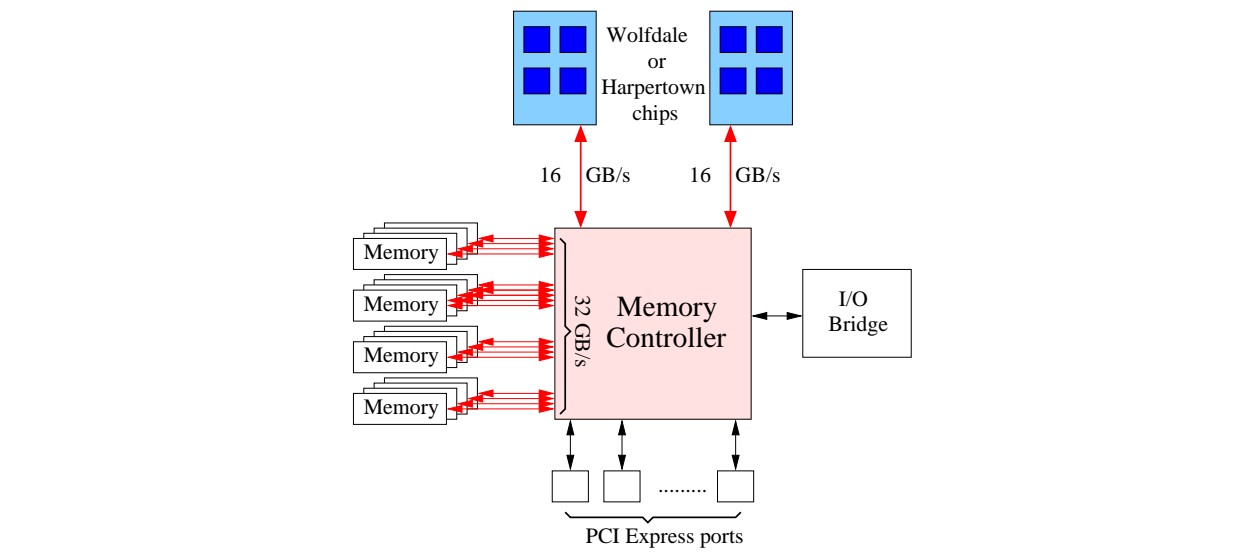 Wolfdale
or
Harpertown
chips
16 GB/s
16 GB/s
Memory
Memory
Memory
Memory
32 GB/s
Memory
Controller
I/O
Bridge
.........
PCI Express ports